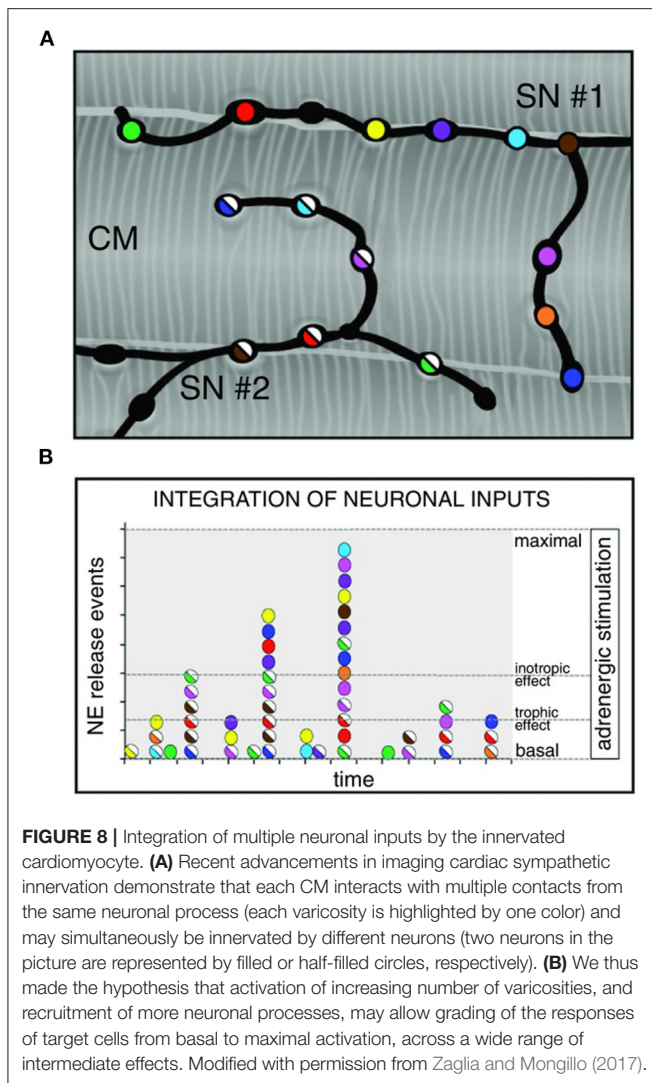 A
SN #1
CM
SN #2
B
INTEGRATION OF NEURONAL INPUTS
NE release events
maximal
inotropic
effect
trophic
effect
basal
adrenergic stimulation
time
FIGURE 8 | Integration of multiple neuronal inputs by the innervated
cardiomyocyte. (A) Recent advancements in imaging cardiac sympathetic
innervation demonstrate that each CM interacts with multiple contacts from
the same neuronal process (each varicosity is highlighted by one color) and
may simultaneously be innervated by different neurons (two neurons in the
picture are represented by filled or half-filled circles, respectively). (B) We thus
made the hypothesis that activation of increasing number of varicosities, and
recruitment of more neuronal processes, may allow grading of the responses
of target cells from basal to maximal activation, across a wide range of
intermediate effects. Modified with permission from Zaglia and Mongillo (2017).